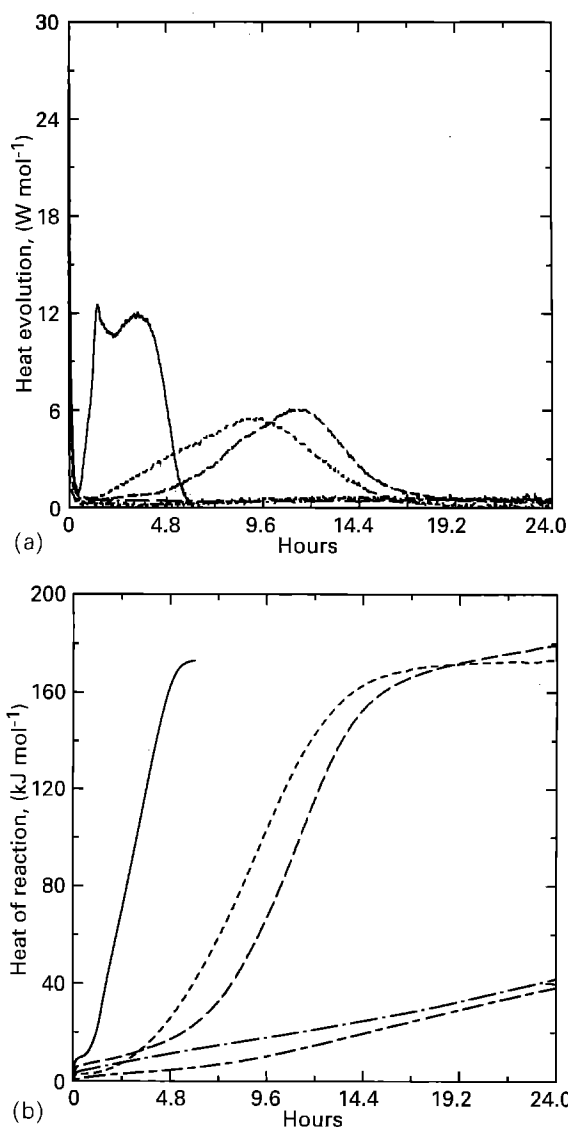 30
24
18
12
6
0
Heat evolution, (W mol⁻¹)
0 4.8 9.6 14.4 19.2 24.0
Hours
(a)
200
160
120
80
40
0
Heat of reaction, (kJ mol⁻¹)
0 4.8 9.6 14.4 19.2 24.0
Hours
(b)